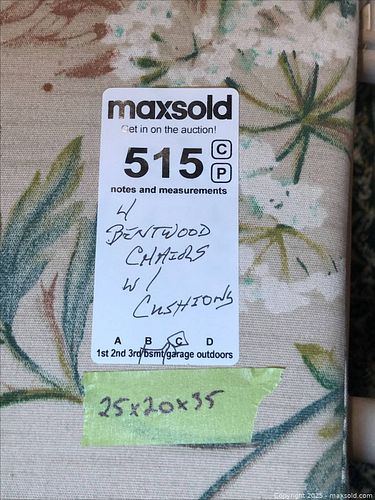 maxsold
Get in on the auction!
515 C
P
notes and measurements
4
BENTWOOD
CHAIRS
W/
CUSHIONS
A B C D
1st 2nd 3rd bsmt garage outdoors
25x20x35
Copyright 2025 - maxsold.com